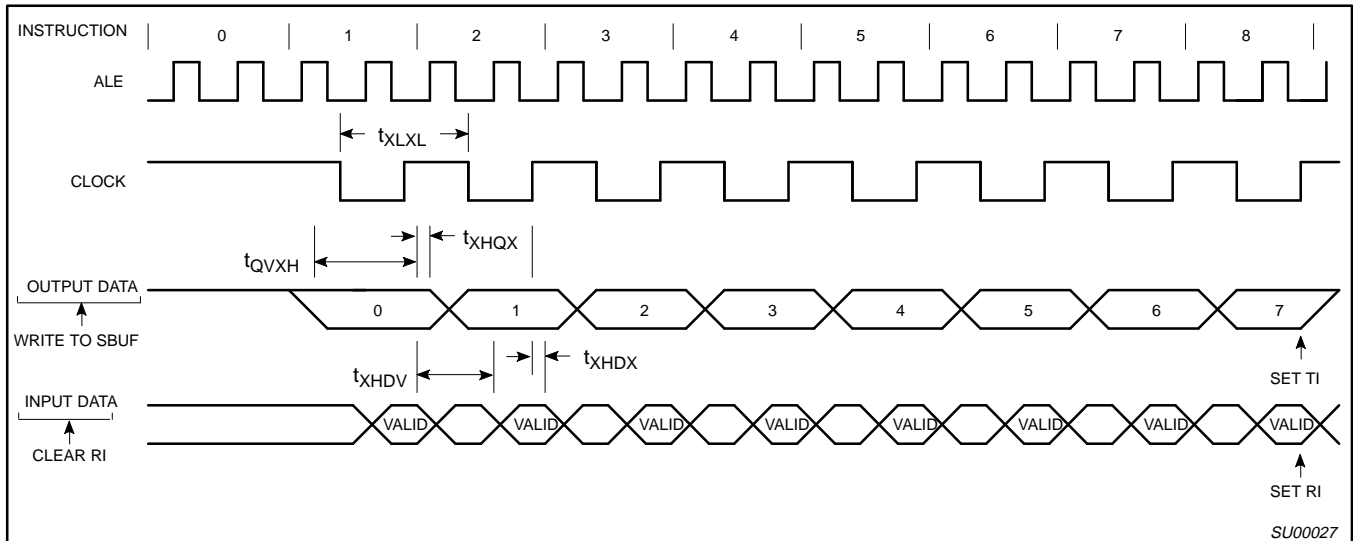 INSTRUCTION 0 1 2 3 4 5 6 7 8
ALE
tXLXL
CLOCK
tXHQX
tQVXH
OUTPUT DATA
0 1 2 3 4 5 6 7
WRITE TO SBUF
tXHDX
tXHDV
SET TI
INPUT DATA
VALID VALID VALID VALID VALID VALID VALID VALID
CLEAR RI
SET RI
SU00027